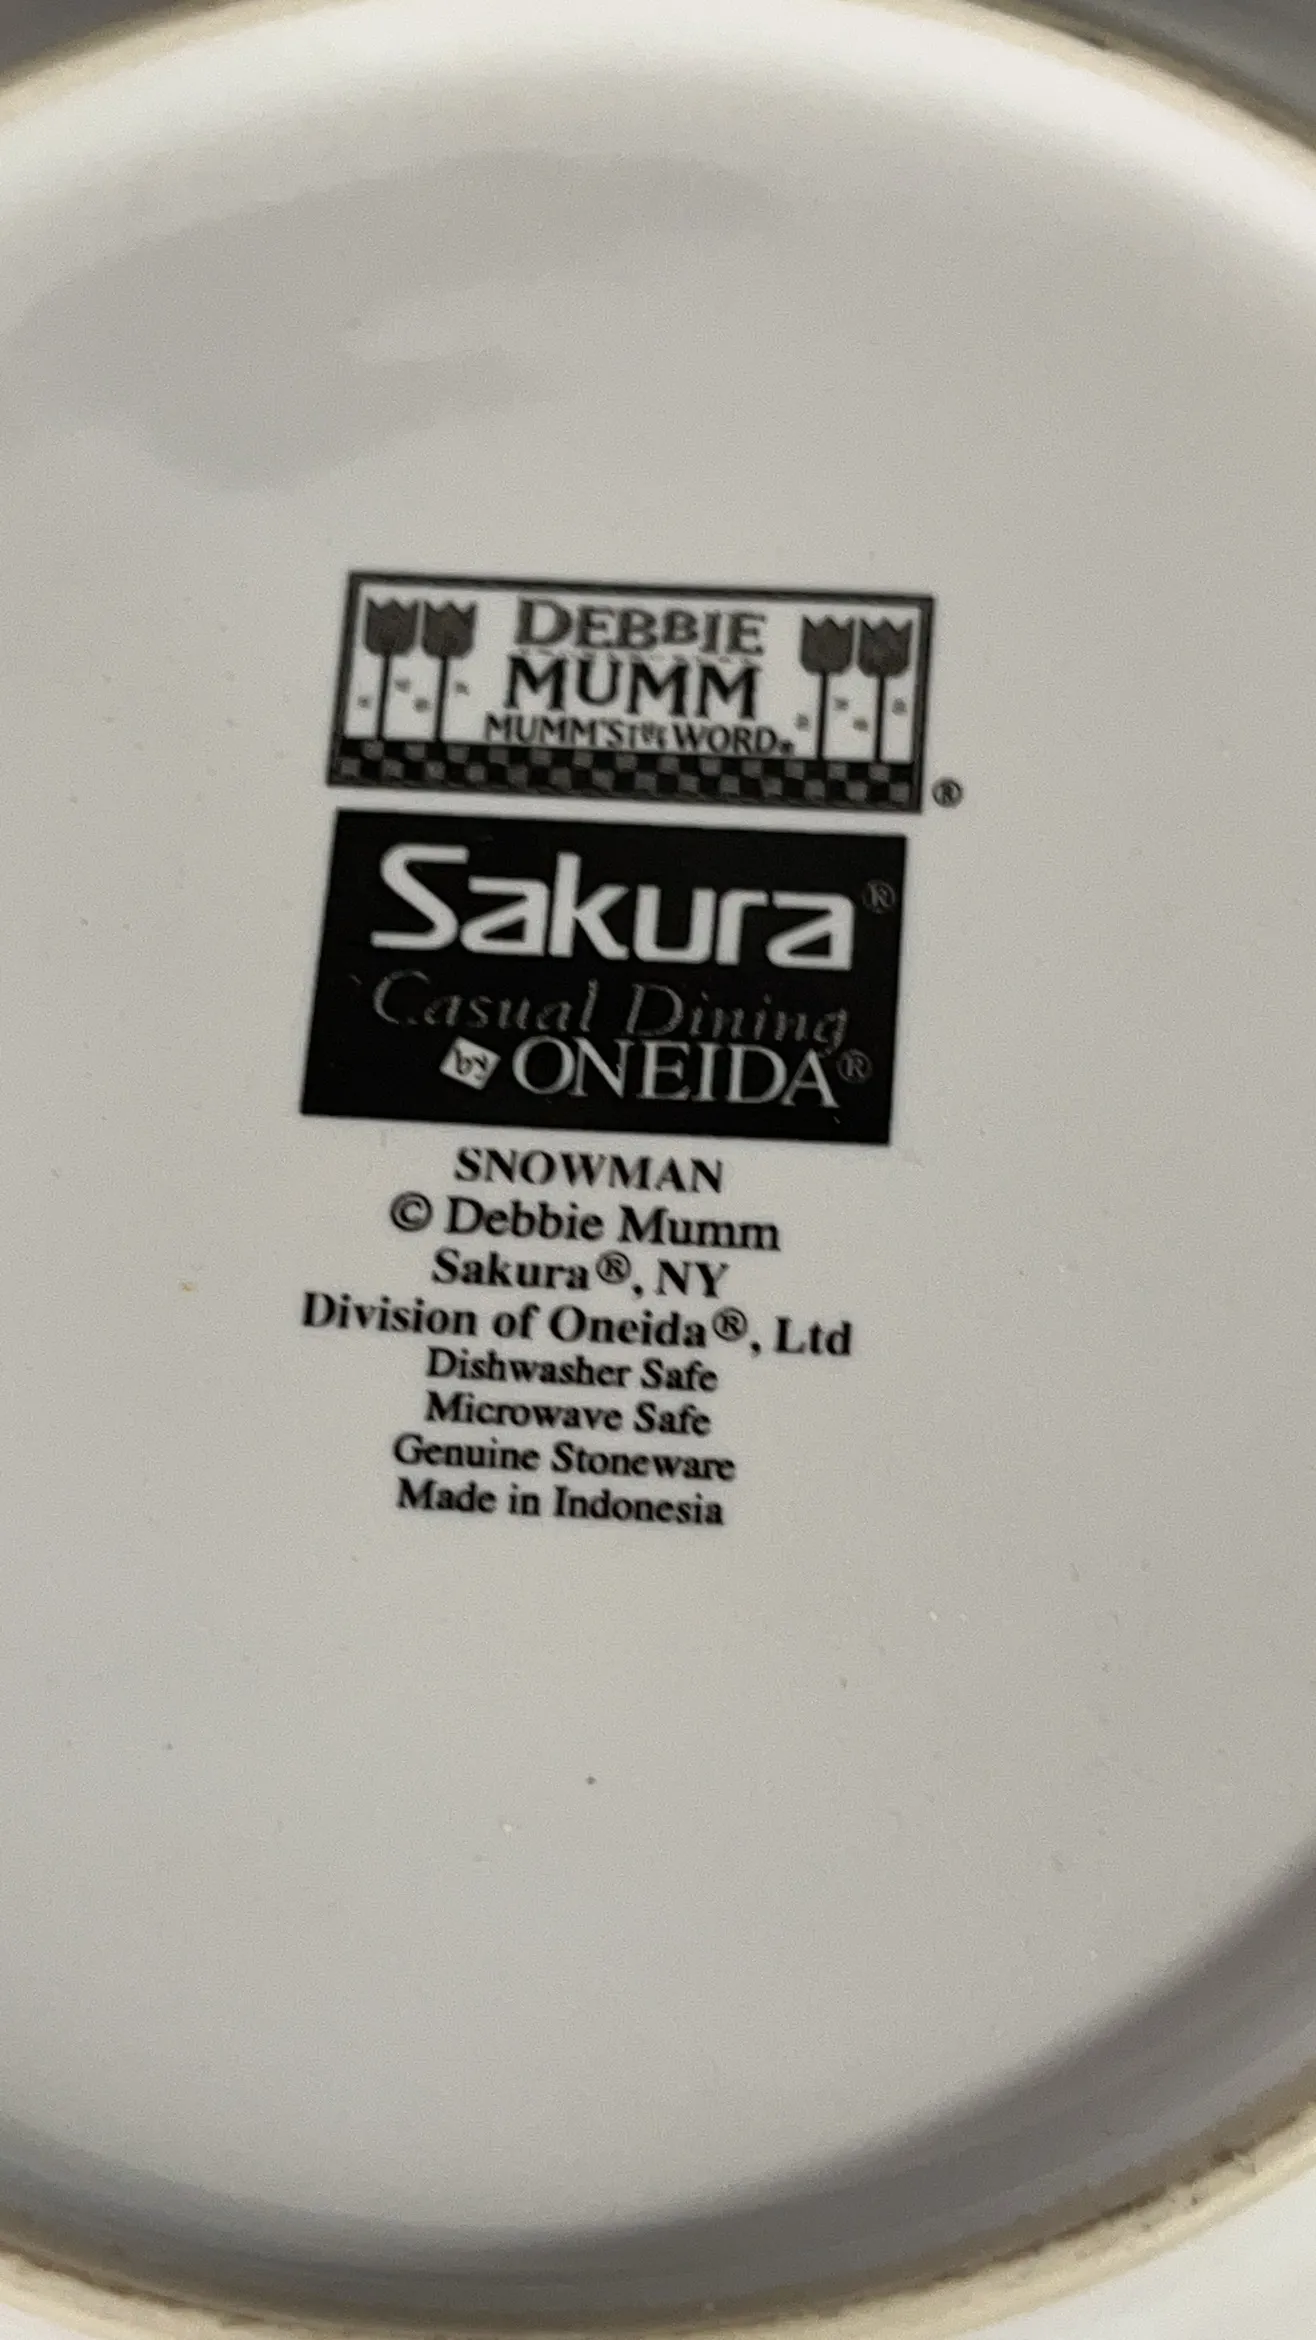 DEBBIE
MUMM
MUMM'S THE WORD®
®
Sakura®
Casual Dining
by ONEIDA®
SNOWMAN
© Debbie Mumm
Sakura®, NY
Division of Oneida®, Ltd
Dishwasher Safe
Microwave Safe
Genuine Stoneware
Made in Indonesia